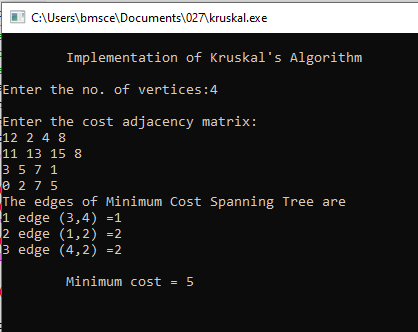 C:\Users\bmsce\Documents\027\kruskal.exe
Implementation of Kruskal's Algorithm
Enter the no. of vertices:4
Enter the cost adjacency matrix:
12 2 4 8
11 13 15 8
3 5 7 1
0 2 7 5
The edges of Minimum Cost Spanning Tree are
1 edge (3,4) =1
2 edge (1,2) =2
3 edge (4,2) =2
Minimum cost = 5